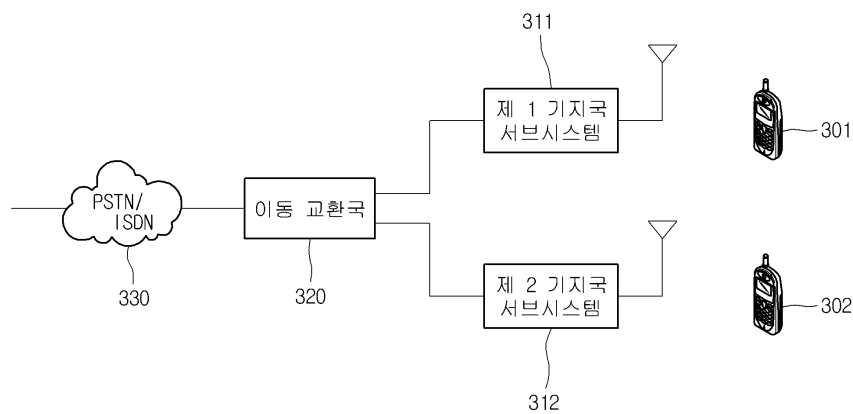 311
제 1 기지국
서브시스템
301
PSTN/
ISDN
이동 교환국
330
320
제 2 기지국
서브시스템
302
312